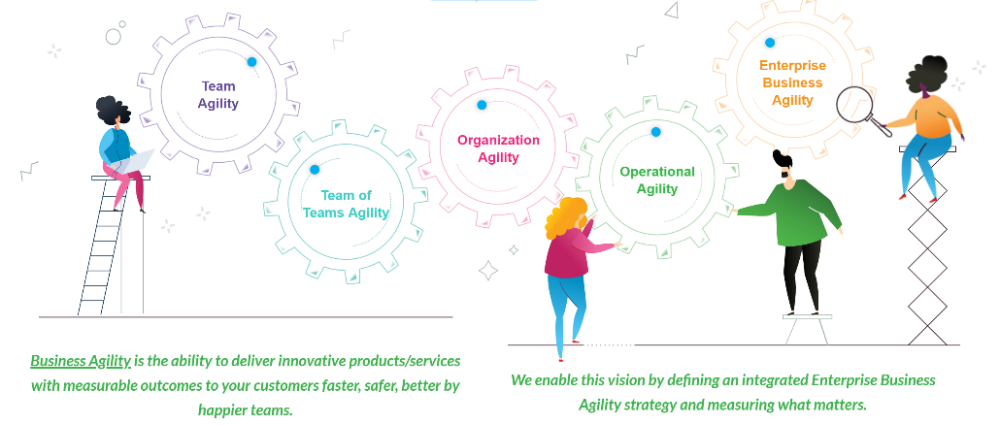 Team
Agility
Team of
Teams Agility
Organization
Agility
Operational
Agility
Enterprise
Business
Agility
Business Agility is the ability to deliver innovative products/services
with measurable outcomes to your customers faster, safer, better by
happier teams.
We enable this vision by defining an integrated Enterprise Business
Agility strategy and measuring what matters.